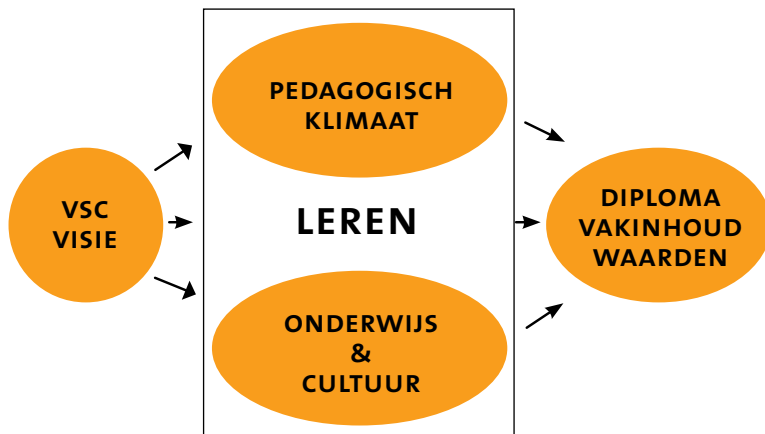 VSC
VISIE
PEDAGOGISCH
KLIMAAT
LEREN
ONDERWIJS
&
CULTUUR
DIPLOMA
VAKINHOUD
WAARDEN